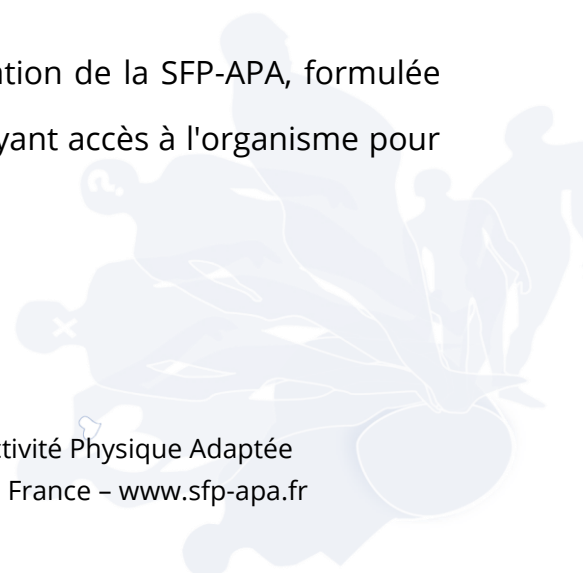 ation de la SFP-APA, formulée
yant accès à l'organisme pour
ctivité Physique Adaptée
France – www.sfp-apa.fr